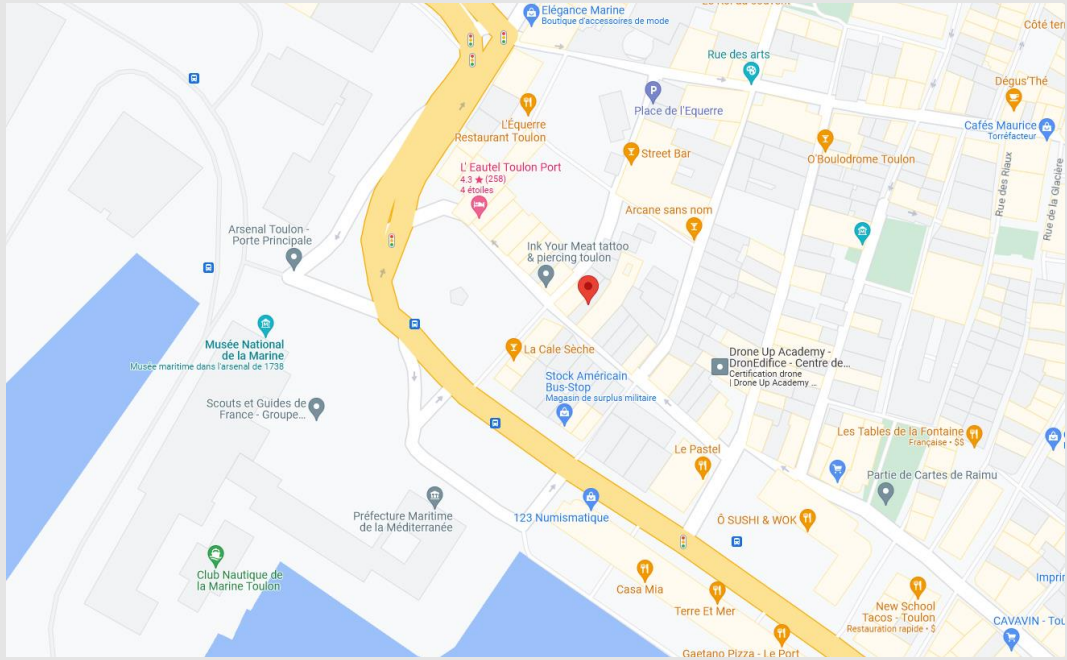 Elégance Marine
Boutique d'accessoires de mode
Côté
Rue des arts
Dégus'Thé
P
Place de l'Equerre
L'Équerre
Restaurant Toulon
Cafés Maurice
Torréfacteur
Street Bar
O'Boulodrome Toulon
L' Eautel Toulon Port
4.3 ★ (258)
4 étoiles
Rue des Riaux
Rue de la Glacière
Arcane sans nom
Arsenal Toulon -
Porte Principale
Ink Your Meat tattoo
& piercing toulon
Musée National
de la Marine
Musée maritime dans l'arsenal de 1738
La Cale Sèche
Drone Up Academy -
DronEdifice - Centre de...
Certification drone
| Drone Up Academy ...
Stock Américain
Bus-Stop
Magasin de surplus militaire
Scouts et Guides de
France - Groupe...
Les Tables de la Fontaine
Française • $$
Le Pastel
Partie de Cartes de Raimu
Préfecture Maritime
de la Méditerranée
123 Numismatique
Ô SUSHI & WOK
Club Nautique de
la Marine Toulon
Casa Mia
Terre Et Mer
New School
Tacos - Toulon
Restauration rapide • $
Imprir
CAVAVIN - Tou
Gaetano Pizza - Le Port